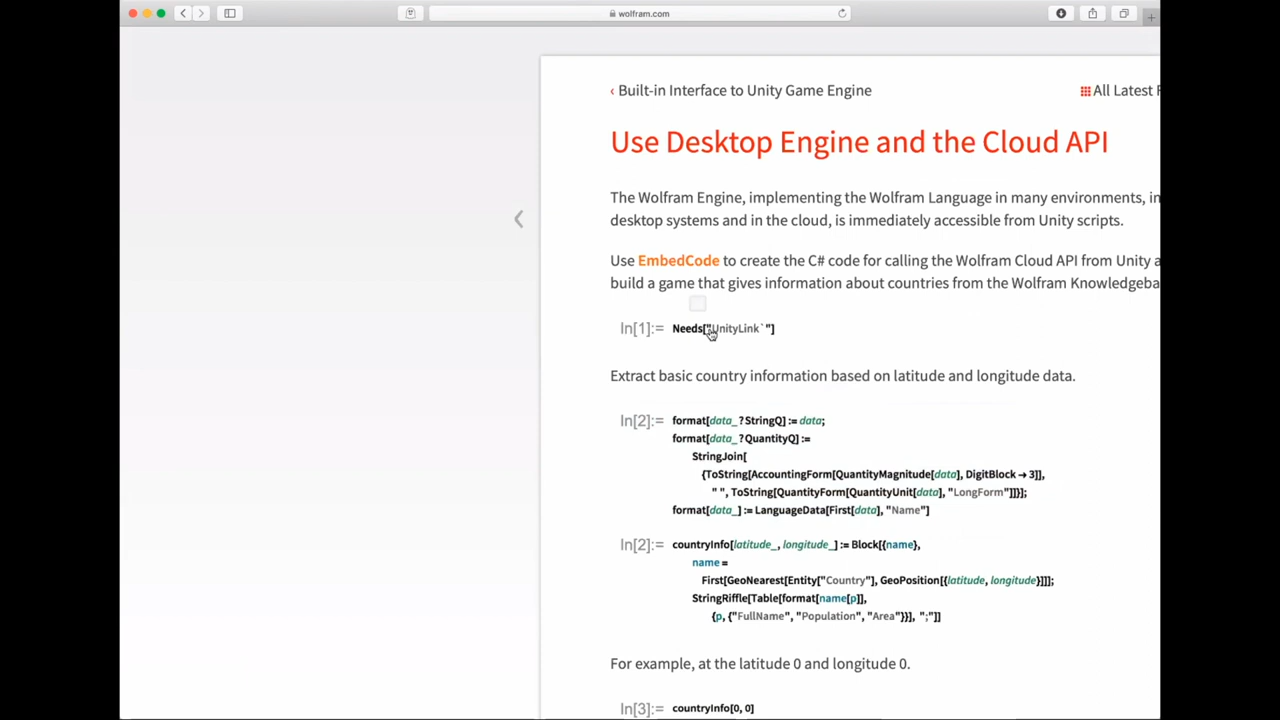 wolfram.com
‹ Built-in Interface to Unity Game Engine
All Latest
Use Desktop Engine and the Cloud API
The Wolfram Engine, implementing the Wolfram Language in many environments, in
desktop systems and in the cloud, is immediately accessible from Unity scripts.
Use EmbedCode to create the C# code for calling the Wolfram Cloud API from Unity a
build a game that gives information about countries from the Wolfram Knowledgeba
In[1]:= Needs["UnityLink`"]
Extract basic country information based on latitude and longitude data.
In[2]:= format[data_?StringQ] := data;
format[data_?QuantityQ] :=
StringJoin[
{ToString[AccountingForm[QuantityMagnitude[data], DigitBlock → 3]],
" ", ToString[QuantityForm[QuantityUnit[data], "LongForm"]]}];
format[data_] := LanguageData[First[data], "Name"]
In[2]:= countryInfo[latitude_, longitude_] := Block[{name},
name =
First[GeoNearest[Entity["Country"], GeoPosition[{latitude, longitude}]]];
StringRiffle[Table[format[name[p]],
{p, {"FullName", "Population", "Area"}}], ";"]]
For example, at the latitude 0 and longitude 0.
In[3]:= countryInfo[0, 0]